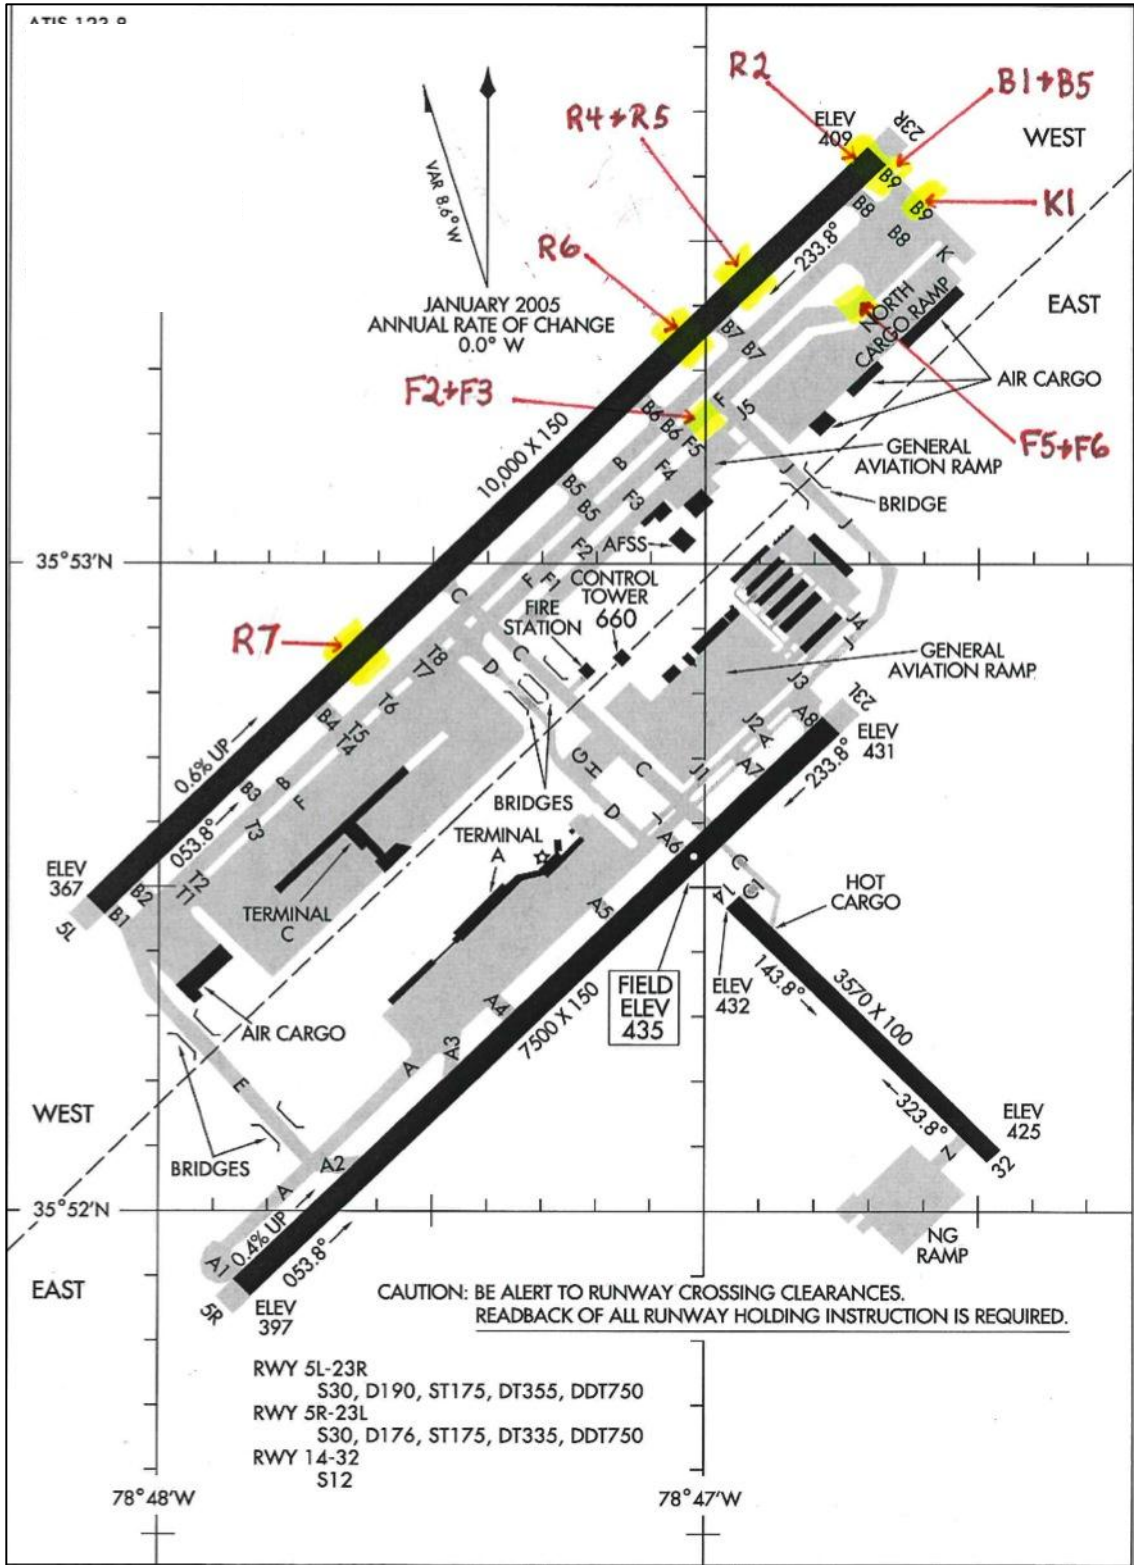 ATIS 123.8
R2
B1+B5
ELEV
409
23R
WEST
R4+R5
B9
B8
VAR 8.6° W
B9
K1
B8
R6
233.8°
K
JANUARY 2005
ANNUAL RATE OF CHANGE
0.0° W
EAST
NORTH
CARGO RAMP
B7
B7
AIR CARGO
F2+F3
F
J5
B6
B6
F5
F5+F6
10,000 X 150
B
F4
GENERAL
AVIATION RAMP
J
BRIDGE
B5
B5
F3
J
AFSS
F2
35°53'N
F
F1
CONTROL
TOWER
660
C
FIRE
STATION
R7
T8
C
J4
D
J
T7
GENERAL
AVIATION RAMP
J3
T6
23L
A8
B4
T5
T4
J2
A
ELEV
431
0.6% UP
G
H
C
J1
A7
233.8°
B3
B
F
BRIDGES
053.8°
D
T3
TERMINAL
A
A6
ELEV
367
C
T2
T1
B2
B1
HOT
CARGO
14
5L
TERMINAL
C
A5
143.8°
3570 X 100
FIELD
ELEV
435
ELEV
432
7500 X 150
A4
AIR CARGO
A3
A
E
323.8°
ELEV
425
WEST
BRIDGES
A2
Z
32
A
35°52'N
0.4% UP
NG
RAMP
A1
053.8°
EAST
5R
ELEV
397
CAUTION: BE ALERT TO RUNWAY CROSSING CLEARANCES.
READBACK OF ALL RUNWAY HOLDING INSTRUCTION IS REQUIRED.
RWY 5L-23R
S30, D190, ST175, DT355, DDT750
RWY 5R-23L
S30, D176, ST175, DT335, DDT750
RWY 14-32
S12
78°48'W
78°47'W